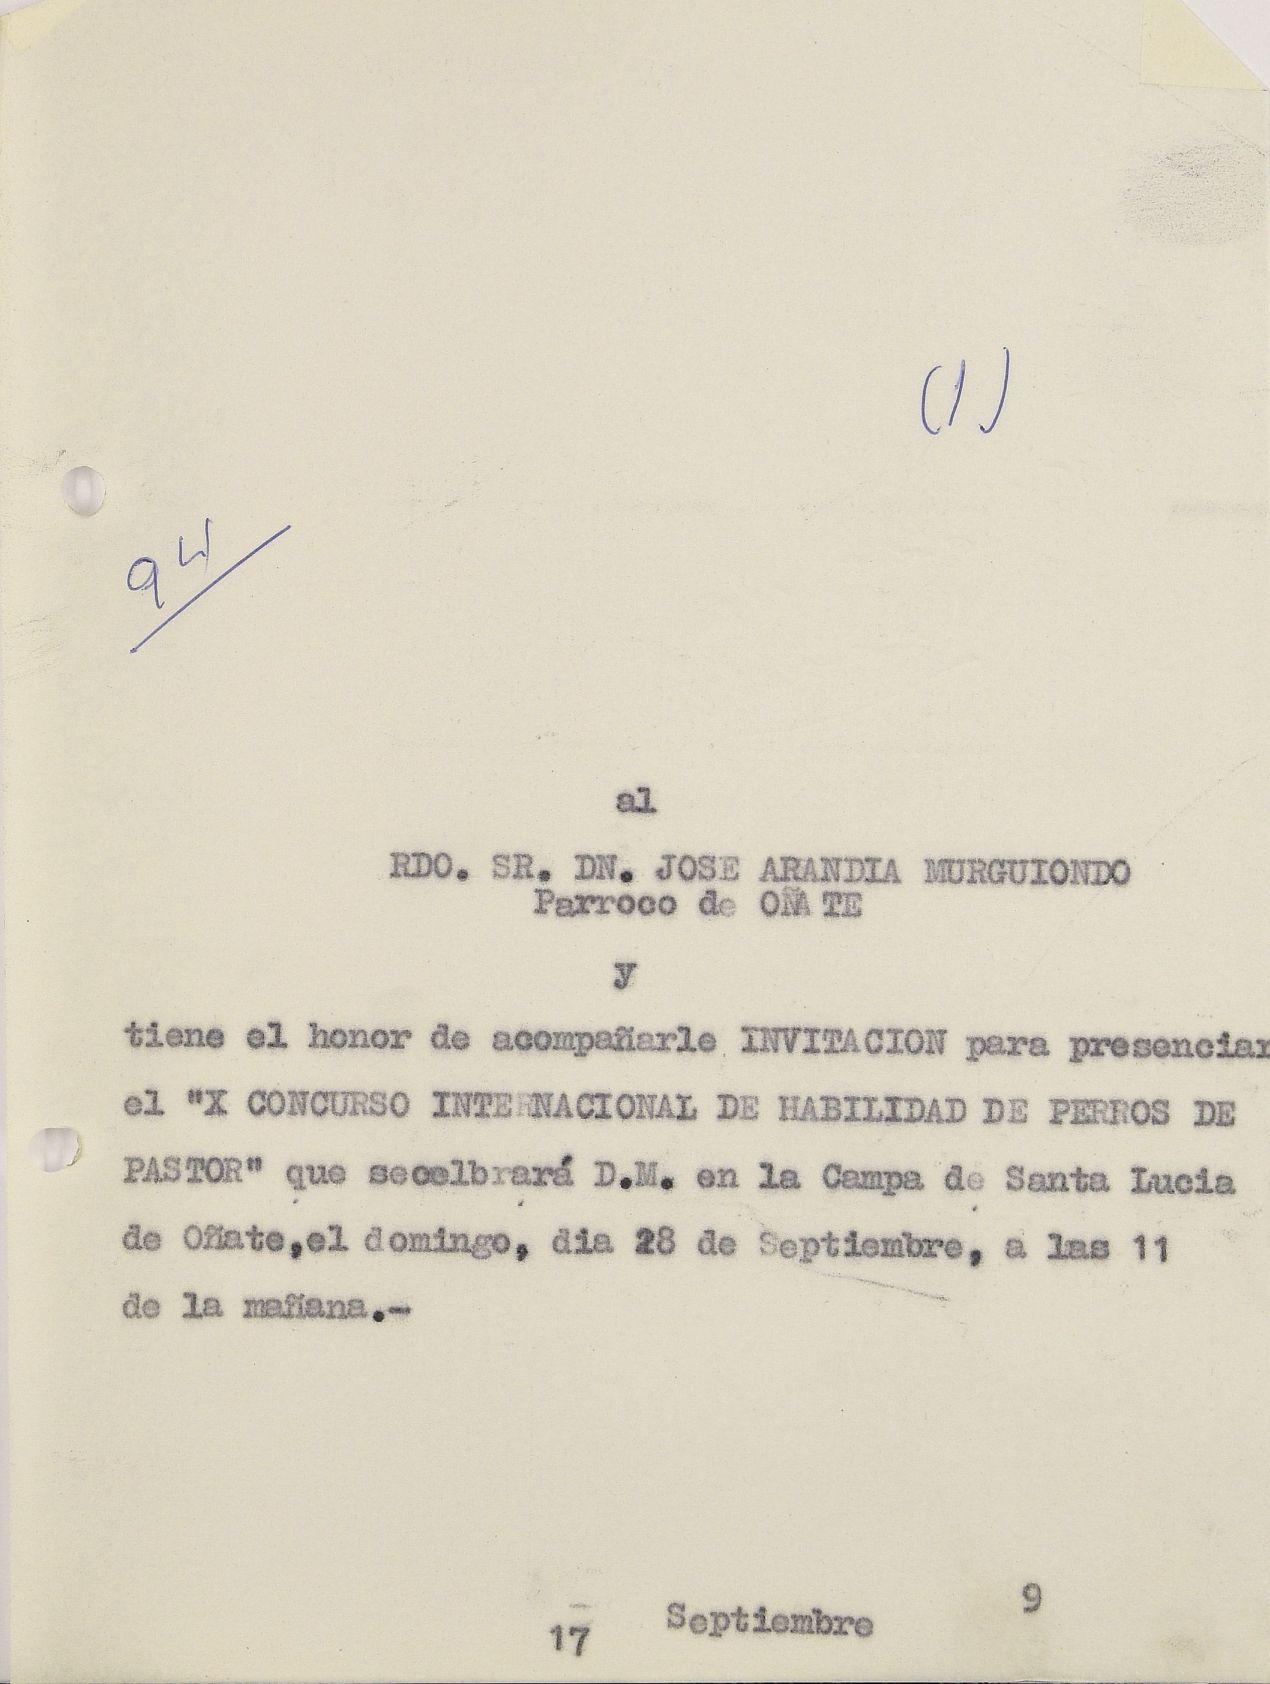 (1)
94
al
RDO. SR. DN. JOSE ARANDIA MURGUIONDO
Parroco de OÑATE
y
tiene el honor de acompañarle INVITACION para presenciar
el "X CONCURSO INTERNACIONAL DE HABILIDAD DE PERROS DE
PASTOR" que secelbrará D.M. en la Campa de Santa Lucia
de Oñate,el domingo, dia 28 de Septiembre, a las 11
de la mañana.-
17 Septiembre 9